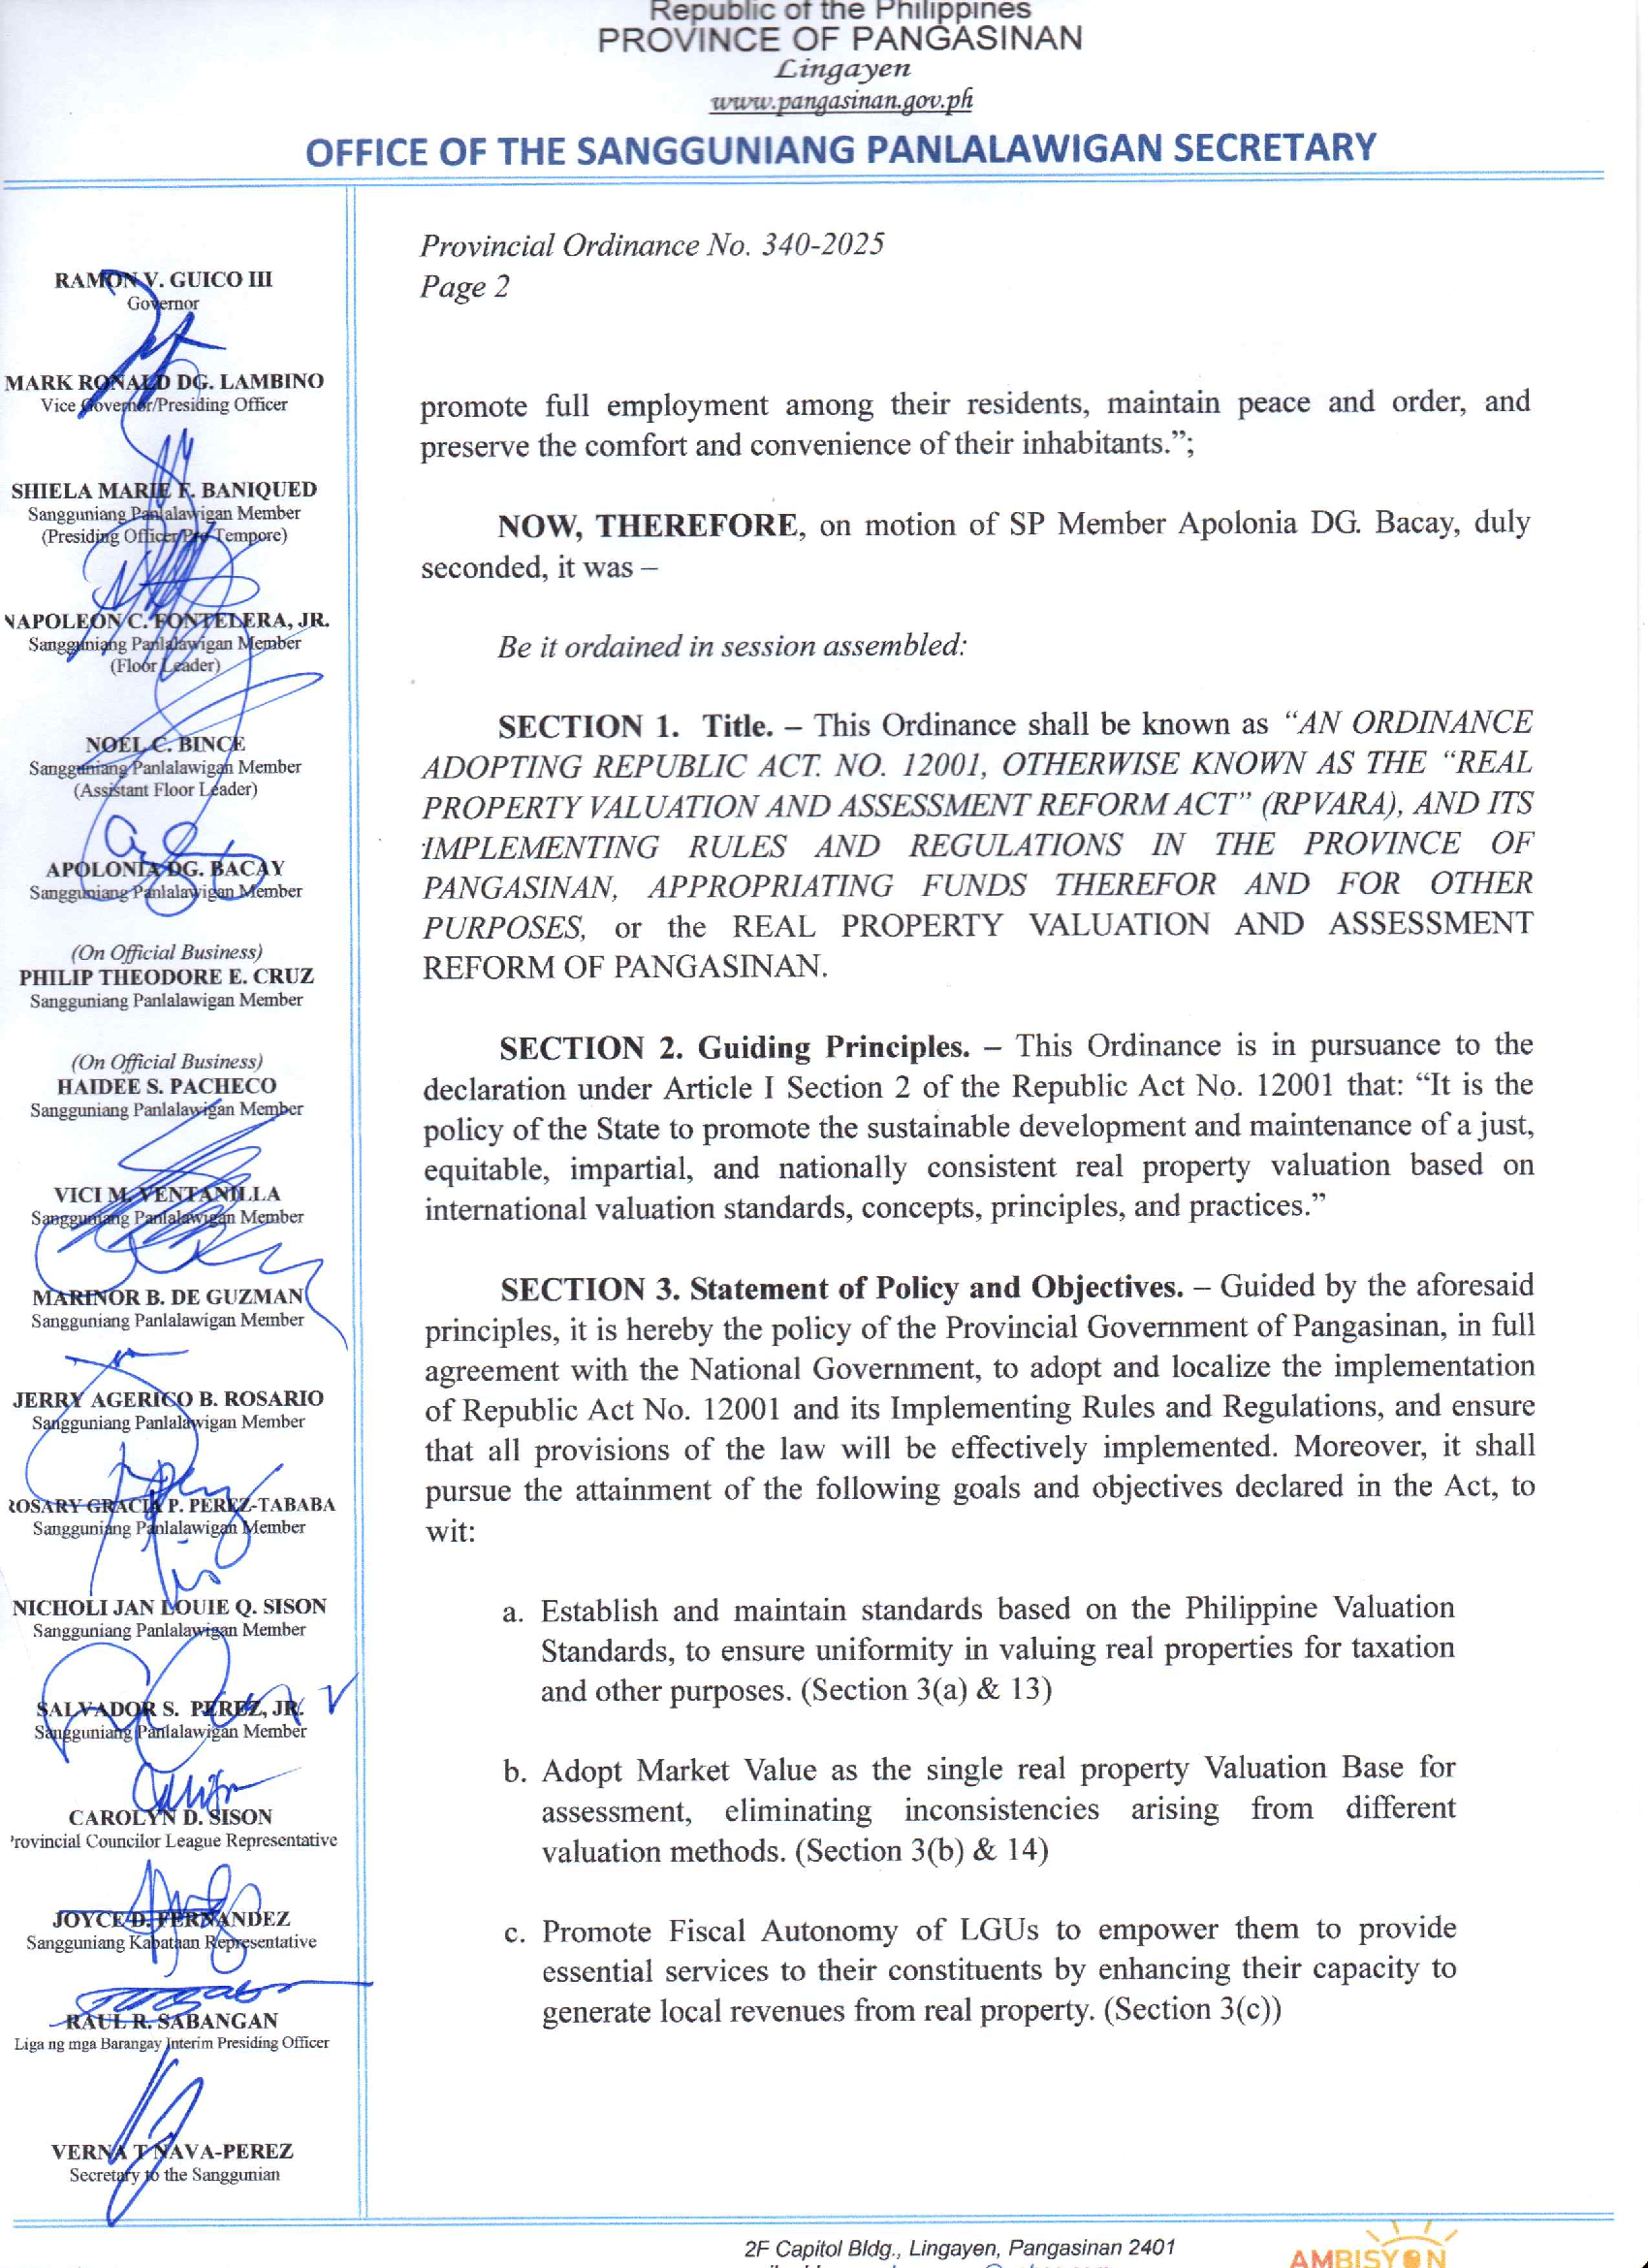 Republic of the Philippines
PROVINCE OF PANGASINAN
Lingayen
www.pangasinan.gov.ph
OFFICE OF THE SANGGUNIANG PANLALAWIGAN SECRETARY
RAMON V. GUICO III
Governor
MARK RONALD DG. LAMBINO
Vice Governor/Presiding Officer
SHIELA MARIE F. BANIQUED
Sangguniang Panlalawigan Member
(Presiding Officer Pro Tempore)
NAPOLEON C. FONTELERA, JR.
Sangguniang Panlalawigan Member
(Floor Leader)
NOEL C. BINCE
Sangguniang Panlalawigan Member
(Assistant Floor Leader)
APOLONIA DG. BACAY
Sangguniang Panlalawigan Member
(On Official Business)
PHILIP THEODORE E. CRUZ
Sangguniang Panlalawigan Member
(On Official Business)
HAIDEE S. PACHECO
Sangguniang Panlalawigan Member
VICI M. VENTANILLA
Sangguniang Panlalawigan Member
MARINOR B. DE GUZMAN
Sangguniang Panlalawigan Member
JERRY AGERICO B. ROSARIO
Sangguniang Panlalawigan Member
ROSARY GRACIA P. PEREZ-TABABA
Sangguniang Panlalawigan Member
NICHOLI JAN LOUIE Q. SISON
Sangguniang Panlalawigan Member
SALVADOR S. PEREZ, JR.
Sangguniang Panlalawigan Member
CAROLYN D. SISON
Provincial Councilor League Representative
JOYCE D. FERNANDEZ
Sangguniang Kabataan Representative
RAUL R. SABANGAN
Liga ng mga Barangay Interim Presiding Officer
VERNA T NAVA-PEREZ
Secretary to the Sanggunian
Provincial Ordinance No. 340-2025
Page 2
promote full employment among their residents, maintain peace and order, and
preserve the comfort and convenience of their inhabitants.”;
NOW, THEREFORE, on motion of SP Member Apolonia DG. Bacay, duly
seconded, it was –
Be it ordained in session assembled:
SECTION 1. Title. – This Ordinance shall be known as “AN ORDINANCE
ADOPTING REPUBLIC ACT. NO. 12001, OTHERWISE KNOWN AS THE “REAL
PROPERTY VALUATION AND ASSESSMENT REFORM ACT” (RPVARA), AND ITS
IMPLEMENTING RULES AND REGULATIONS IN THE PROVINCE OF
PANGASINAN, APPROPRIATING FUNDS THEREFOR AND FOR OTHER
PURPOSES, or the REAL PROPERTY VALUATION AND ASSESSMENT
REFORM OF PANGASINAN.
SECTION 2. Guiding Principles. – This Ordinance is in pursuance to the
declaration under Article I Section 2 of the Republic Act No. 12001 that: “It is the
policy of the State to promote the sustainable development and maintenance of a just,
equitable, impartial, and nationally consistent real property valuation based on
international valuation standards, concepts, principles, and practices.”
SECTION 3. Statement of Policy and Objectives. – Guided by the aforesaid
principles, it is hereby the policy of the Provincial Government of Pangasinan, in full
agreement with the National Government, to adopt and localize the implementation
of Republic Act No. 12001 and its Implementing Rules and Regulations, and ensure
that all provisions of the law will be effectively implemented. Moreover, it shall
pursue the attainment of the following goals and objectives declared in the Act, to
wit:
a. Establish and maintain standards based on the Philippine Valuation
Standards, to ensure uniformity in valuing real properties for taxation
and other purposes. (Section 3(a) & 13)
b. Adopt Market Value as the single real property Valuation Base for
assessment, eliminating inconsistencies arising from different
valuation methods. (Section 3(b) & 14)
c. Promote Fiscal Autonomy of LGUs to empower them to provide
essential services to their constituents by enhancing their capacity to
generate local revenues from real property. (Section 3(c))
2F Capitol Bldg., Lingayen, Pangasinan 2401
AMBISYON